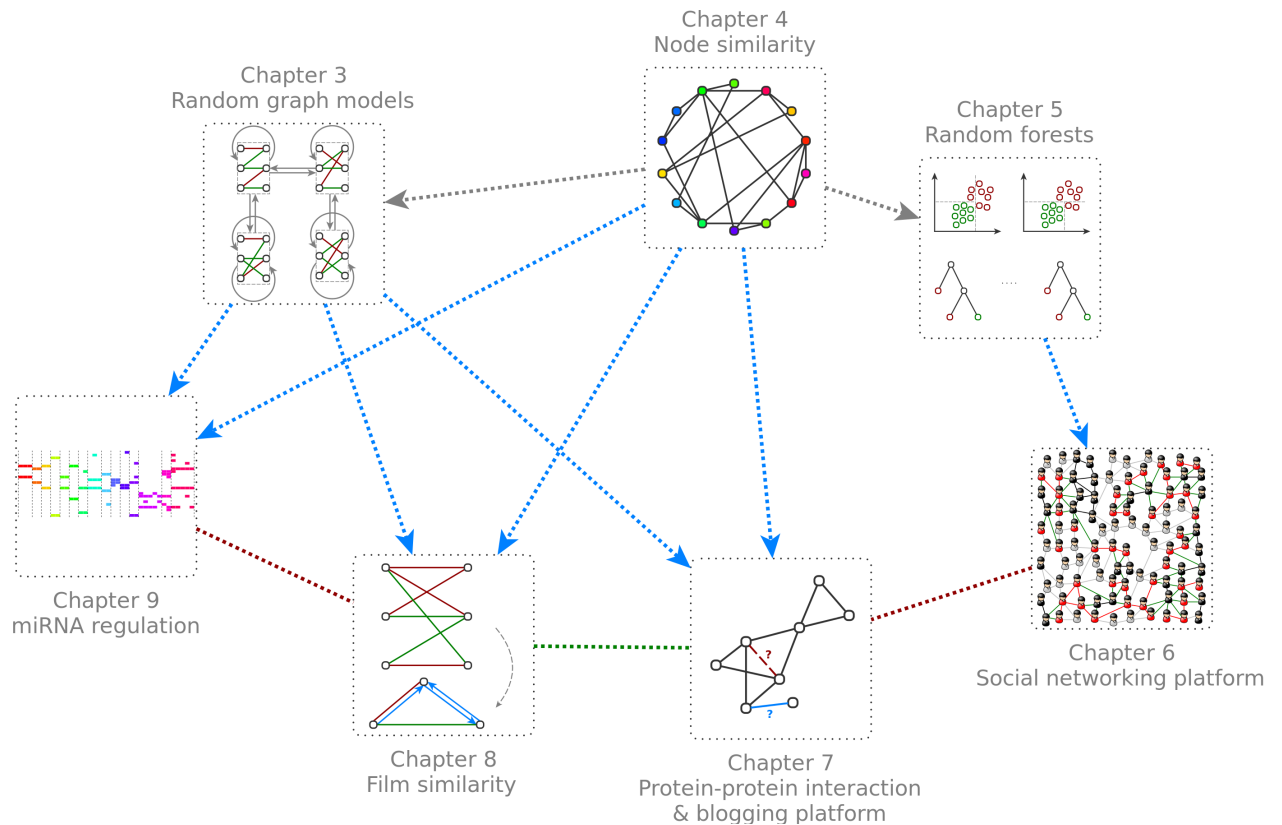 Chapter 4
Node similarity
Chapter 3
Random graph models
Chapter 5
Random forests
Chapter 9
miRNA regulation
?
?
Chapter 6
Social networking platform
Chapter 8
Film similarity
Chapter 7
Protein-protein interaction
& blogging platform